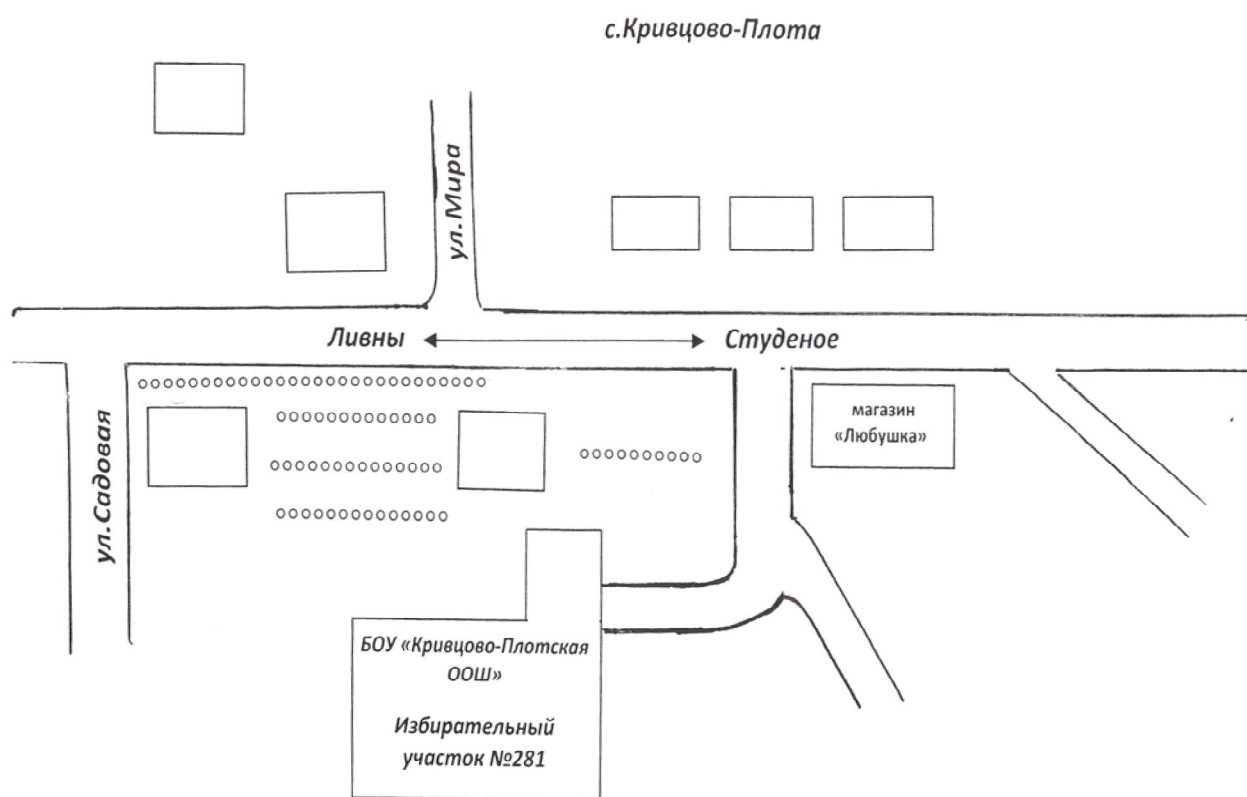 с.Кривцово-Плота
ул.Мира
Ливны
Студеное
ул.Садовая
магазин
«Любушка»
БОУ «Кривцово-Плотская
ООШ»
Избирательный
участок №281